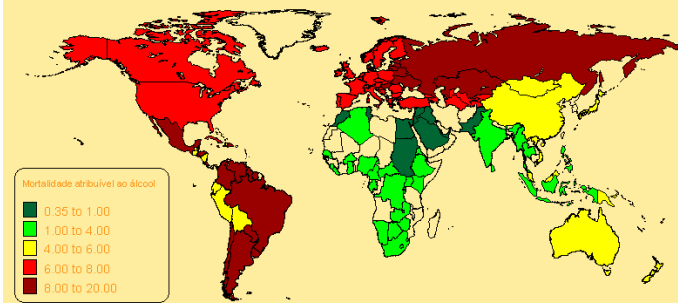 Mortalidade atribuível ao álcool
0.35 to 1.00
1.00 to 4.00
4.00 to 6.00
6.00 to 8.00
8.00 to 20.00